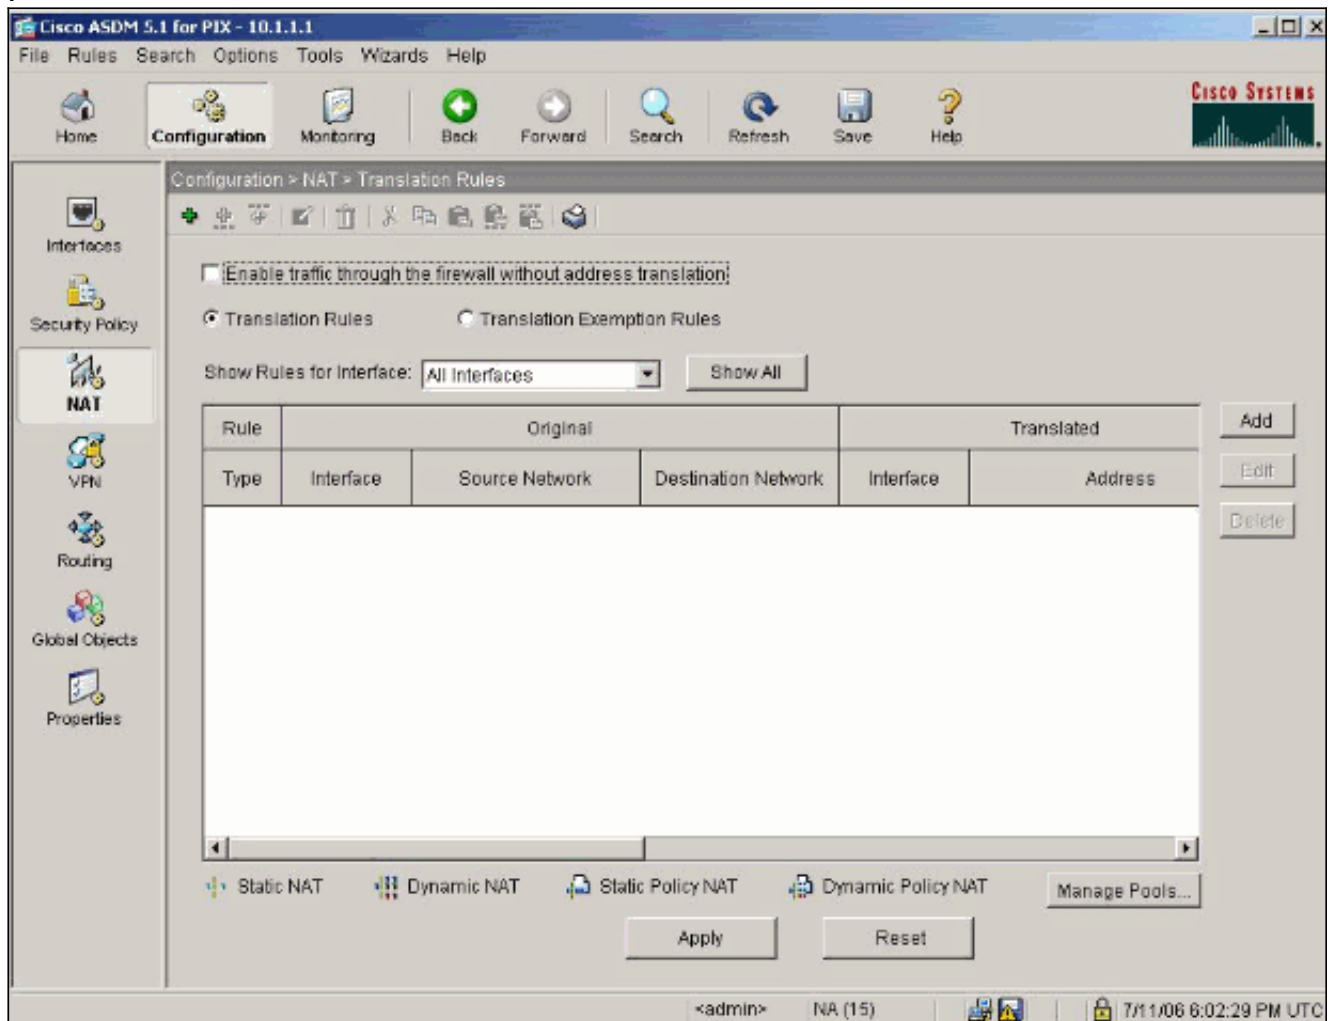 Cisco ASDM 5.1 for PIX - 10.1.1.1
File Rules Search Options Tools Wizards Help
Home Configuration Monitoring Back Forward Search Refresh Save Help
CISCO SYSTEMS
Configuration > NAT > Translation Rules
Interfaces
Security Policy
NAT
VPN
Routing
Global Objects
Properties
Enable traffic through the firewall without address translation
Translation Rules Translation Exemption Rules
Show Rules for Interface: All Interfaces Show All
Rule Original Translated
Type Interface Source Network Destination Network Interface Address
Add
Edit
Delete
Static NAT Dynamic NAT Static Policy NAT Dynamic Policy NAT Manage Pools...
Apply Reset
<admin> NA (15) 7/11/06 6:02:29 PM UTC